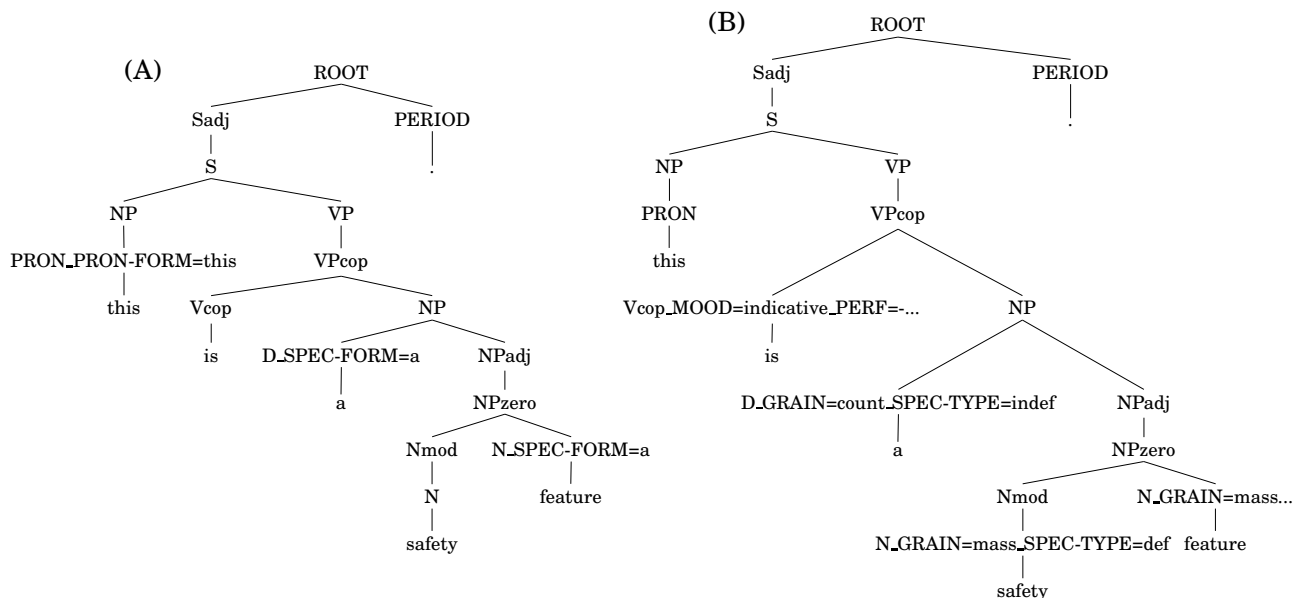 (A)
ROOT
Sadj PERIOD
S .
NP VP
PRON_PRON-FORM=this VPcop
this Vcop NP
is D_SPEC-FORM=a NPadj
a NPzero
Nmod N_SPEC-FORM=a
N feature
safety
(B)
ROOT
Sadj PERIOD
S .
NP VP
PRON VPcop
this
Vcop_MOOD=indicative_PERF=-... NP
is
D_GRAIN=count_SPEC-TYPE=indef NPadj
a NPzero
Nmod N_GRAIN=mass...
N_GRAIN=mass_SPEC-TYPE=def feature
safety